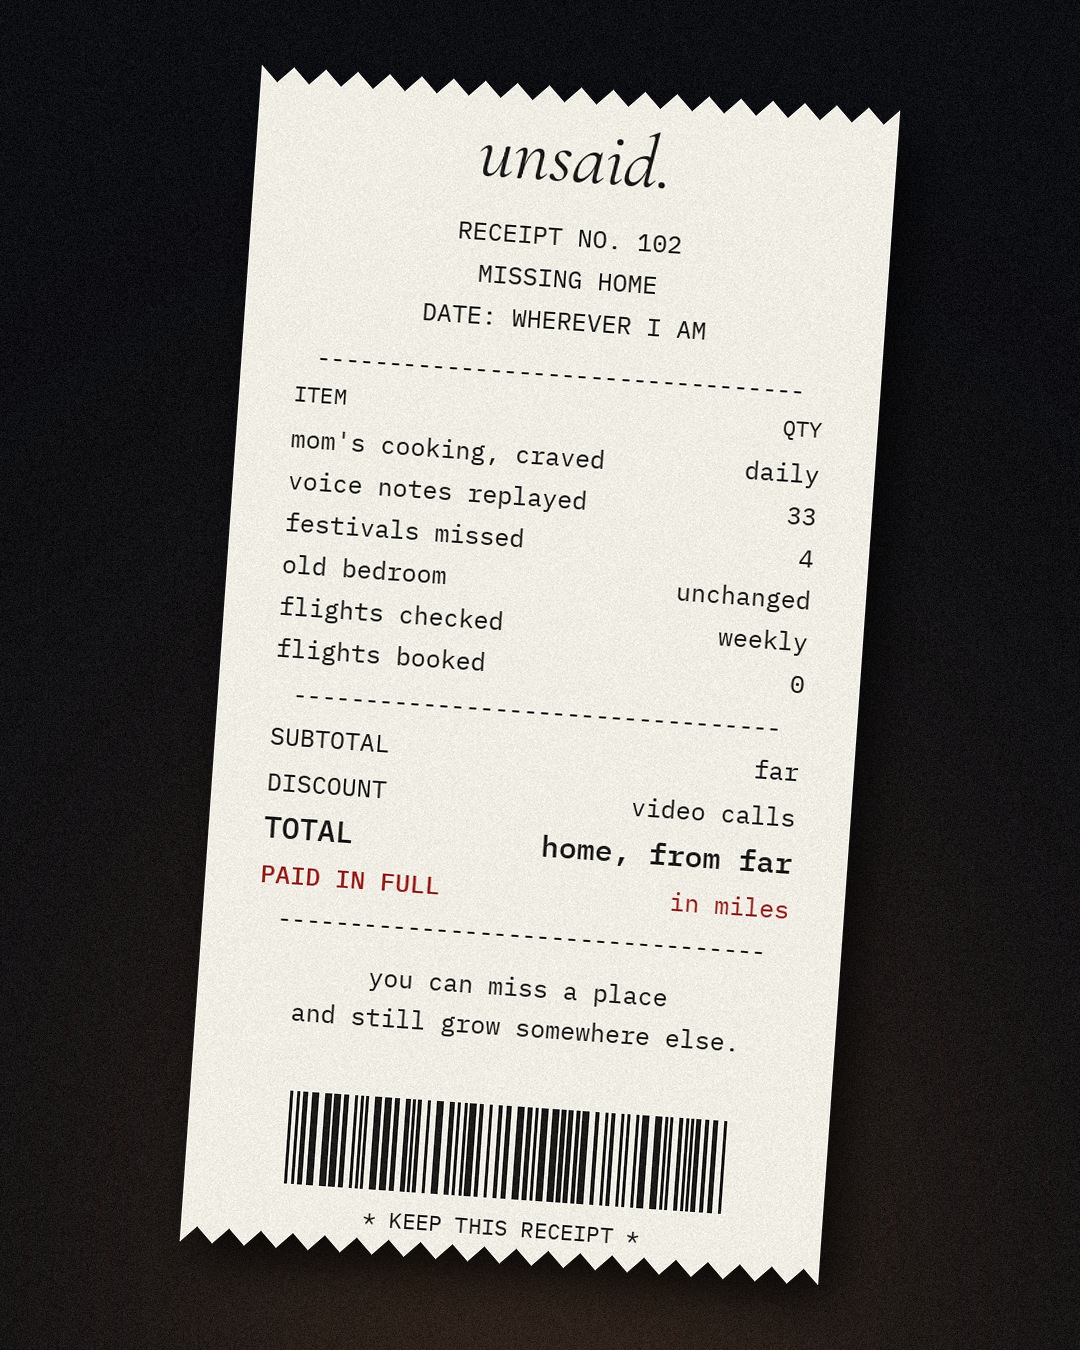 unsaid.
RECEIPT NO. 102
MISSING HOME
DATE: WHEREVER I AM
----------------------------------
ITEM QTY
mom's cooking, craved daily
voice notes replayed 33
festivals missed 4
old bedroom unchanged
flights checked weekly
flights booked 0
----------------------------------
SUBTOTAL far
DISCOUNT video calls
TOTAL home, from far
PAID IN FULL in miles
----------------------------------
you can miss a place
and still grow somewhere else.
* KEEP THIS RECEIPT *